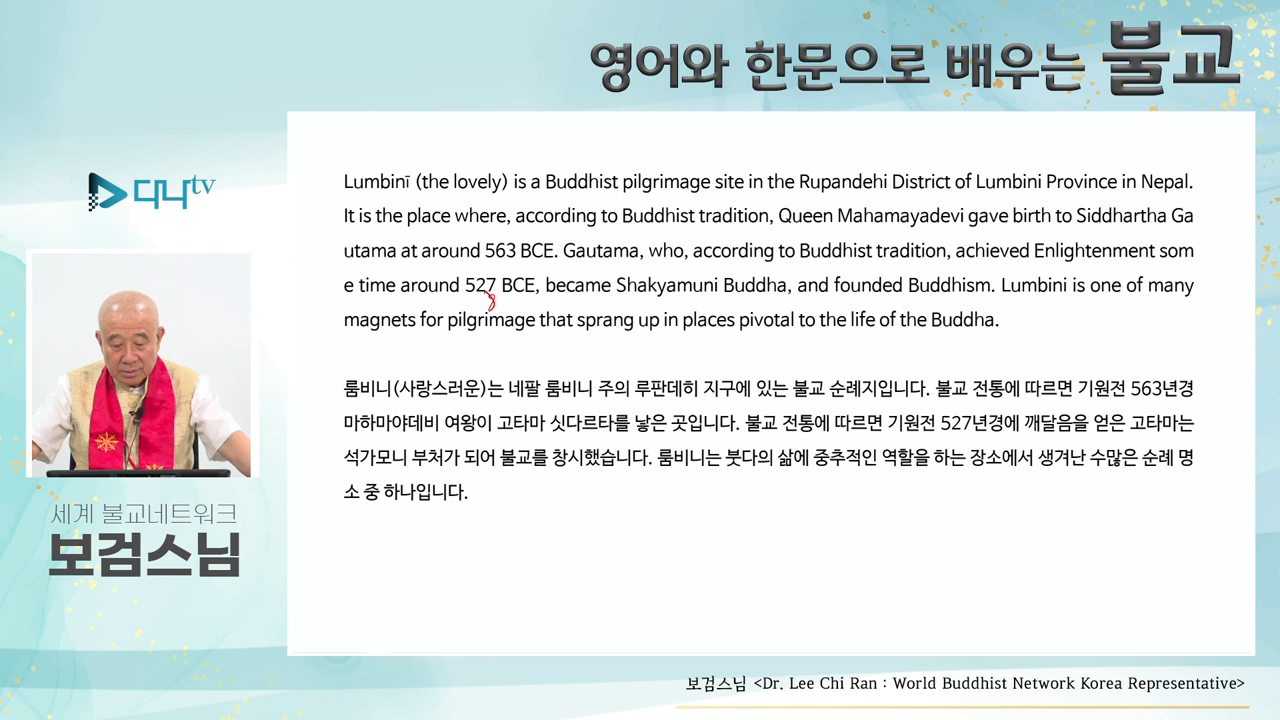 영어와 한문으로 배우는 불교
디나tv
Lumbinī (the lovely) is a Buddhist pilgrimage site in the Rupandehi District of Lumbini Province in Nepal.
It is the place where, according to Buddhist tradition, Queen Mahamayadevi gave birth to Siddhartha Ga
utama at around 563 BCE. Gautama, who, according to Buddhist tradition, achieved Enlightenment som
e time around 527 BCE, became Shakyamuni Buddha, and founded Buddhism. Lumbini is one of many
magnets for pilgrimage that sprang up in places pivotal to the life of the Buddha.
룸비니(사랑스러운)는 네팔 룸비니 주의 루판데히 지구에 있는 불교 순례지입니다. 불교 전통에 따르면 기원전 563년경
마하마야데비 여왕이 고타마 싯다르타를 낳은 곳입니다. 불교 전통에 따르면 기원전 527년경에 깨달음을 얻은 고타마는
석가모니 부처가 되어 불교를 창시했습니다. 룸비니는 붓다의 삶에 중추적인 역할을 하는 장소에서 생겨난 수많은 순례 명
소 중 하나입니다.
세계 불교네트워크
보검스님
보검스님 <Dr. Lee Chi Ran : World Buddhist Network Korea Representative>